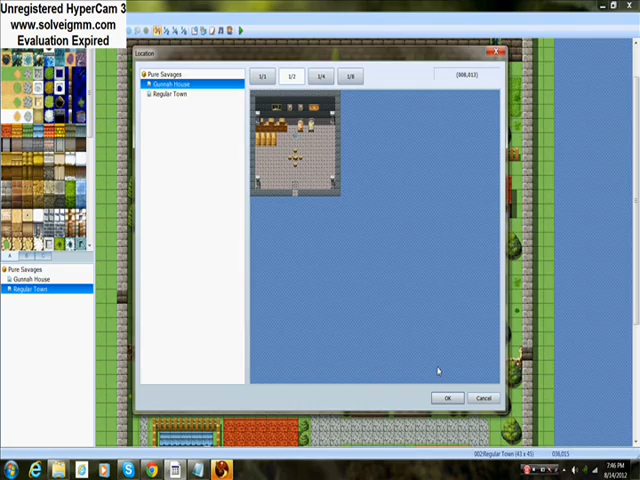 Unregistered HyperCam 3
www.solveigmm.com
Evaluation Expired
Location
Pure Savages
Gunnah House
Regular Town
1/1
1/2
1/4
1/8
(008,013)
OK
Cancel
A
B
C
Pure Savages
Gunnah House
Regular Town
002:Regular Town (41 x 45)
036,015
7:46 PM
8/14/2012